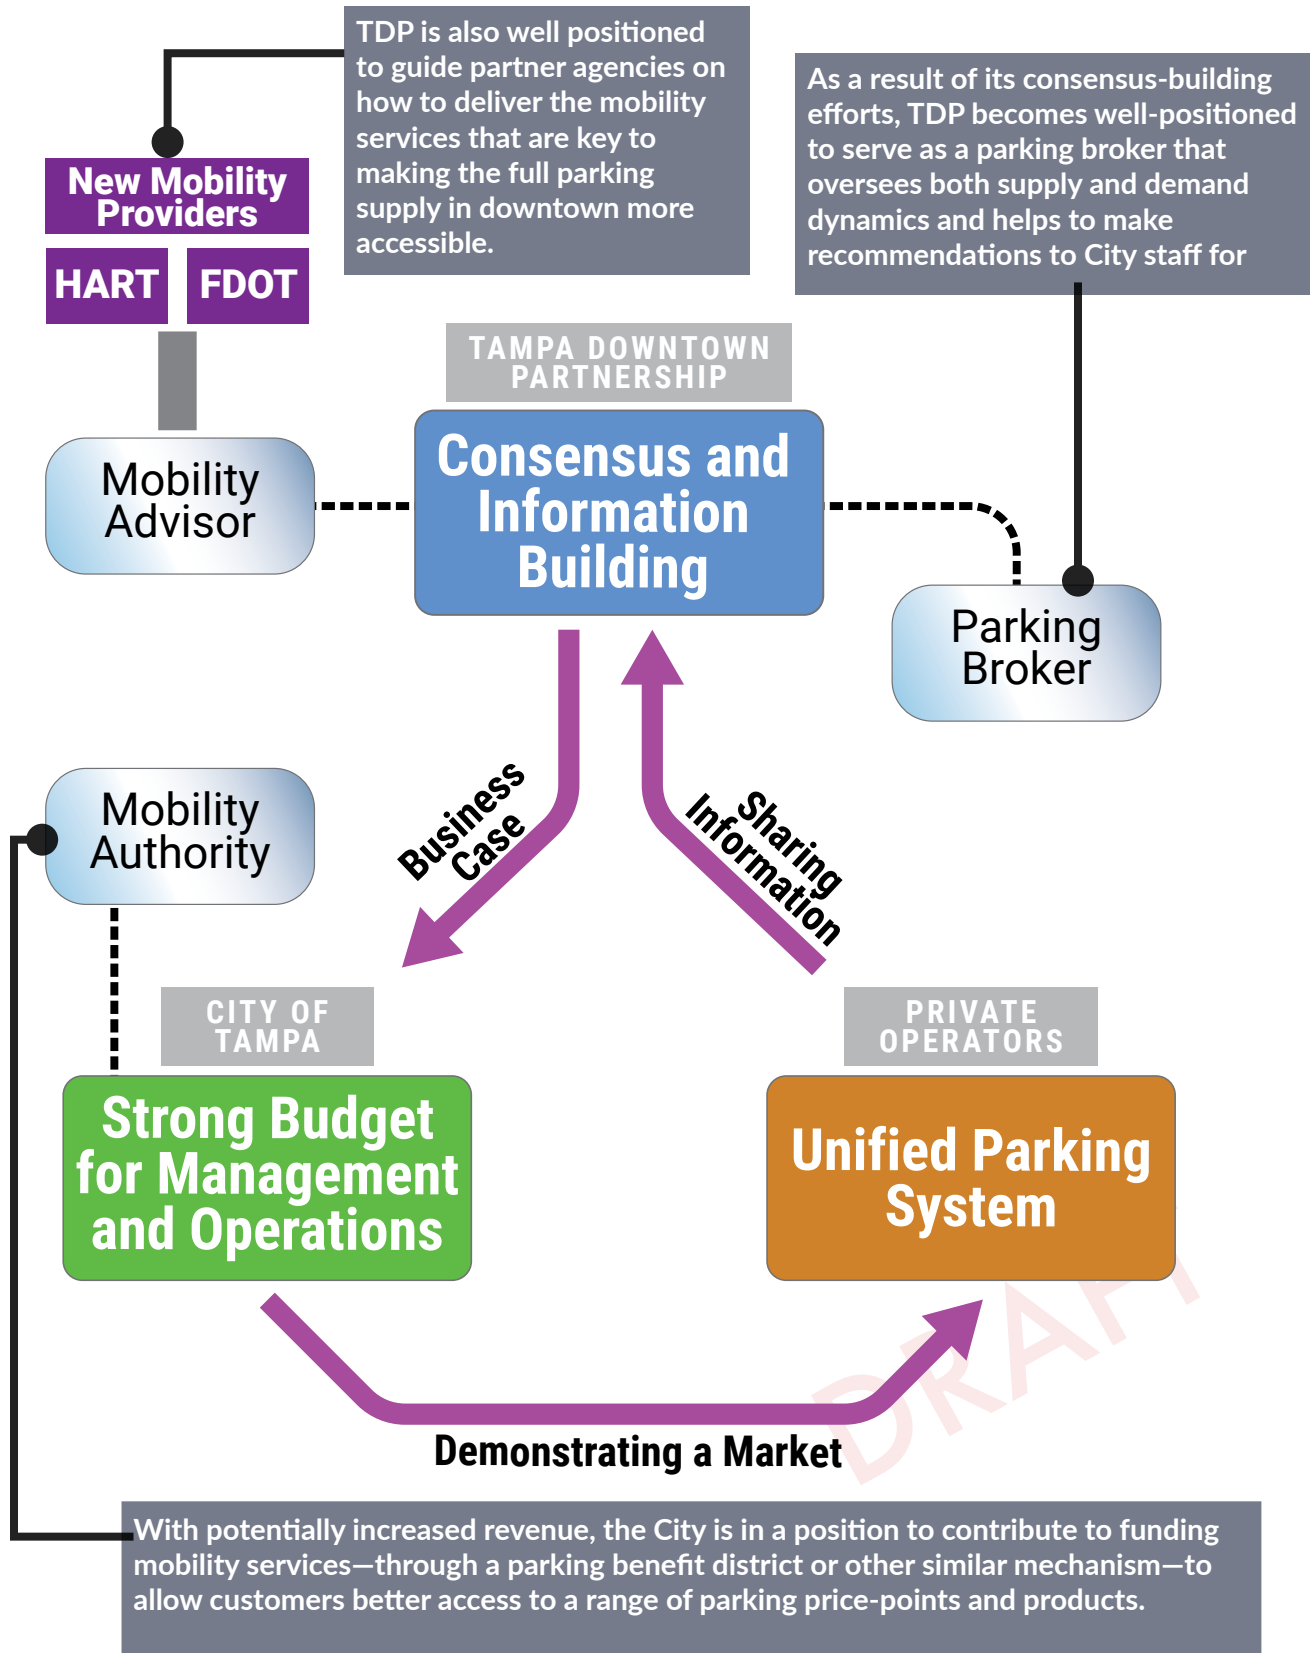 TDP is also well positioned
to guide partner agencies on
how to deliver the mobility
services that are key to
making the full parking
supply in downtown more
accessible.
As a result of its consensus-building
efforts, TDP becomes well-positioned
to serve as a parking broker that
oversees both supply and demand
dynamics and helps to make
recommendations to City staff for
New Mobility
Providers
HART
FDOT
TAMPA DOWNTOWN
PARTNERSHIP
Consensus and
Information
Building
Mobility
Advisor
Parking
Broker
Mobility
Authority
Business
Case
Sharing
Information
CITY OF
TAMPA
PRIVATE
OPERATORS
Strong Budget
for Management
and Operations
Unified Parking
System
DRAFT
Demonstrating a Market
With potentially increased revenue, the City is in a position to contribute to funding
mobility services—through a parking benefit district or other similar mechanism—to
allow customers better access to a range of parking price-points and products.